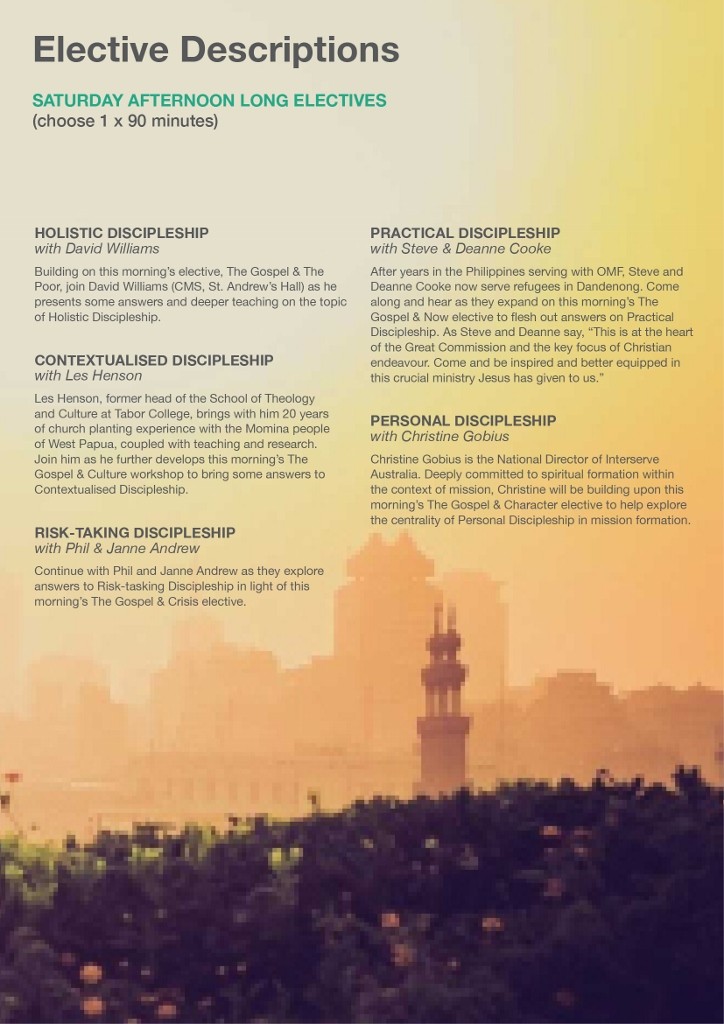 Elective Descriptions
SATURDAY AFTERNOON LONG ELECTIVES
(choose 1 x 90 minutes)
HOLISTIC DISCIPLESHIP
with David Williams
Building on this morning's elective, The Gospel & The
Poor, join David Williams (CMS, St. Andrew's Hall) as he
presents some answers and deeper teaching on the topic
of Holistic Discipleship.
CONTEXTUALISED DISCIPLESHIP
with Les Henson
Les Henson, former head of the School of Theology
and Culture at Tabor College, brings with him 20 years
of church planting experience with the Momina people
of West Papua, coupled with teaching and research.
Join him as he further develops this morning's The
Gospel & Culture workshop to bring some answers to
Contextualised Discipleship.
RISK-TAKING DISCIPLESHIP
with Phil & Janne Andrew
Continue with Phil and Janne Andrew as they explore
answers to Risk-tasking Discipleship in light of this
morning's The Gospel & Crisis elective.
PRACTICAL DISCIPLESHIP
with Steve & Deanne Cooke
After years in the Philippines serving with OMF, Steve and
Deanne Cooke now serve refugees in Dandenong. Come
along and hear as they expand on this morning's The
Gospel & Now elective to flesh out answers on Practical
Discipleship. As Steve and Deanne say, “This is at the heart
of the Great Commission and the key focus of Christian
endeavour. Come and be inspired and better equipped in
this crucial ministry Jesus has given to us.”
PERSONAL DISCIPLESHIP
with Christine Gobius
Christine Gobius is the National Director of Interserve
Australia. Deeply committed to spiritual formation within
the context of mission, Christine will be building upon this
morning's The Gospel & Character elective to help explore
the centrality of Personal Discipleship in mission formation.